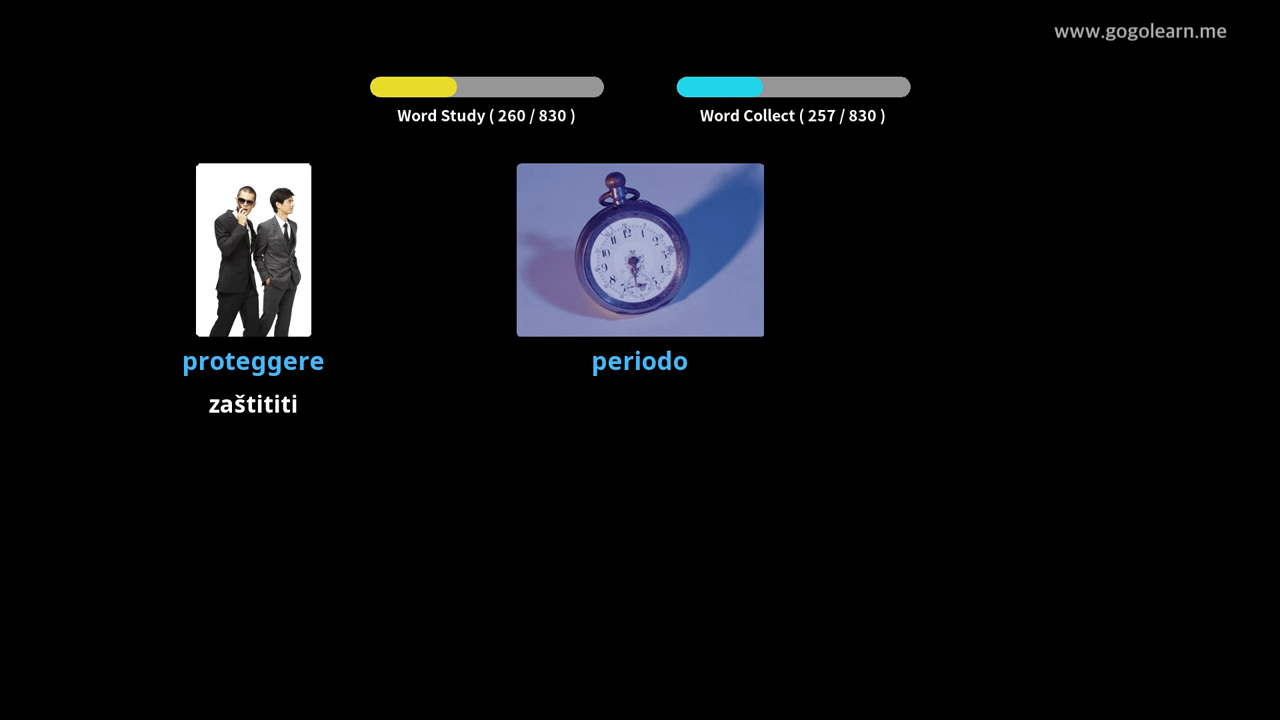 www.gogolearn.me
Word Study ( 260 / 830 )
Word Collect ( 257 / 830 )
proteggere
periodo
zaštititi